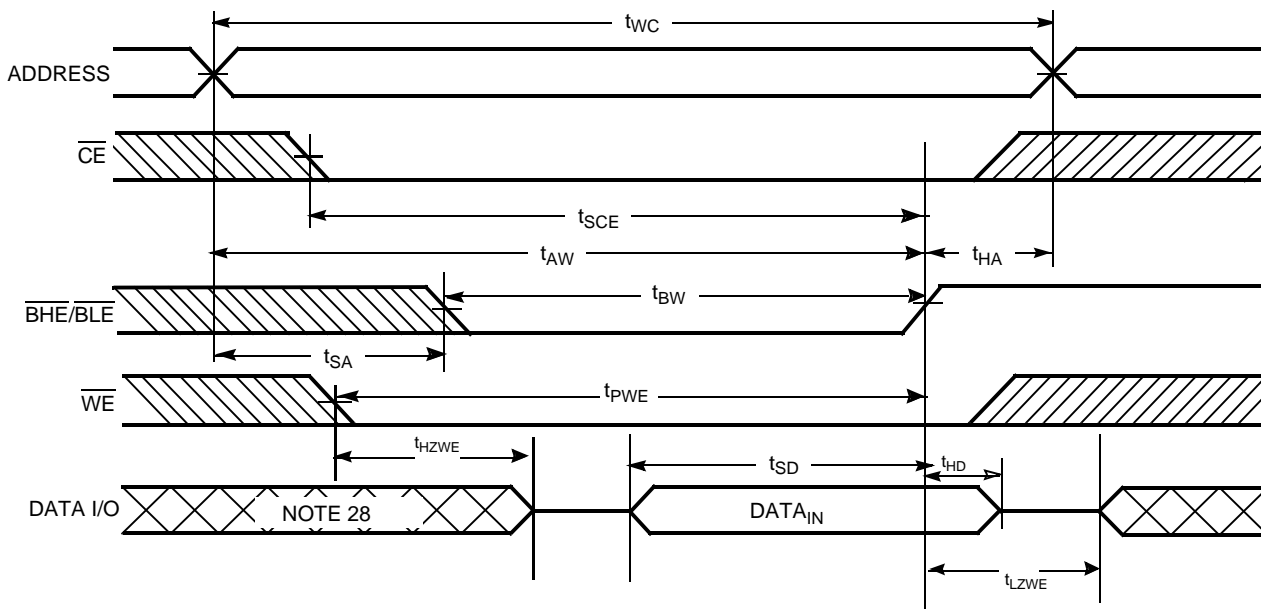 tWC
ADDRESS
CE
tSCE
tAW
tHA
BHE/BLE
tBW
tSA
WE
tPWE
tHZWE
tSD
tHD
DATA I/O
NOTE 28
DATAIN
tLZWE